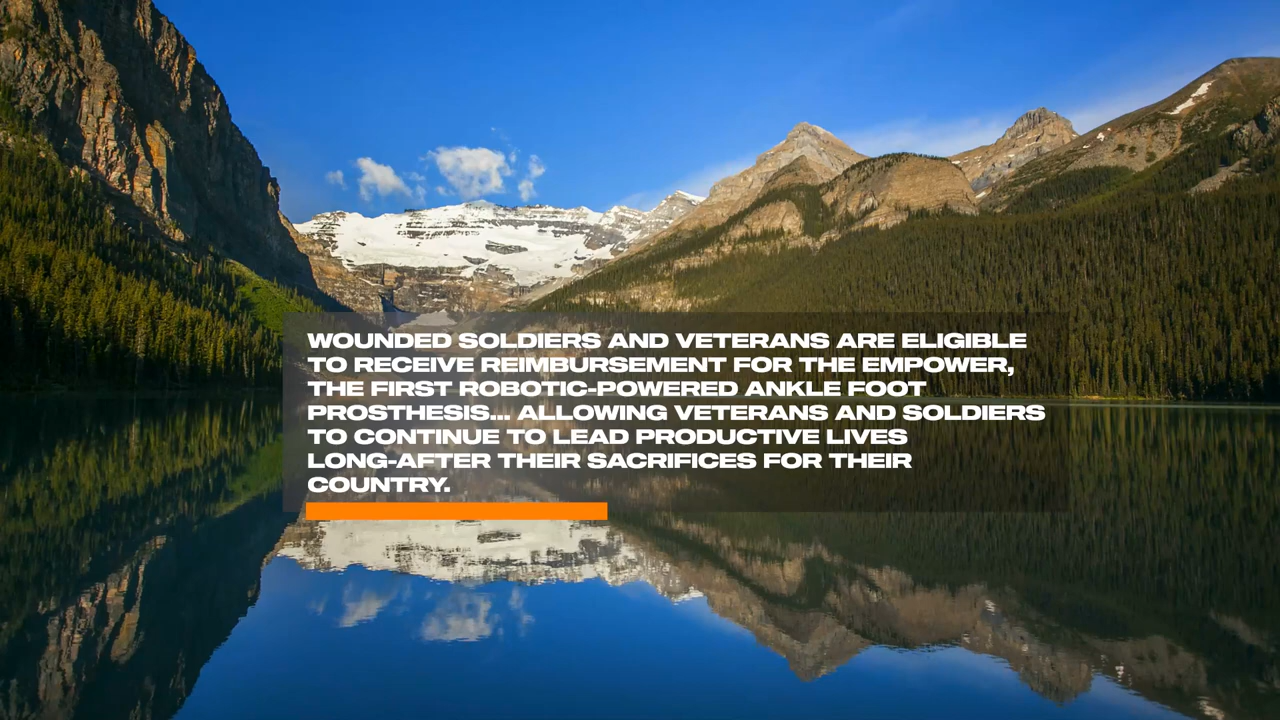 WOUNDED SOLDIERS AND VETERANS ARE ELIGIBLE
TO RECEIVE REIMBURSEMENT FOR THE EMPOWER,
THE FIRST ROBOTIC-POWERED ANKLE FOOT
PROSTHESIS... ALLOWING VETERANS AND SOLDIERS
TO CONTINUE TO LEAD PRODUCTIVE LIVES
LONG-AFTER THEIR SACRIFICES FOR THEIR
COUNTRY.